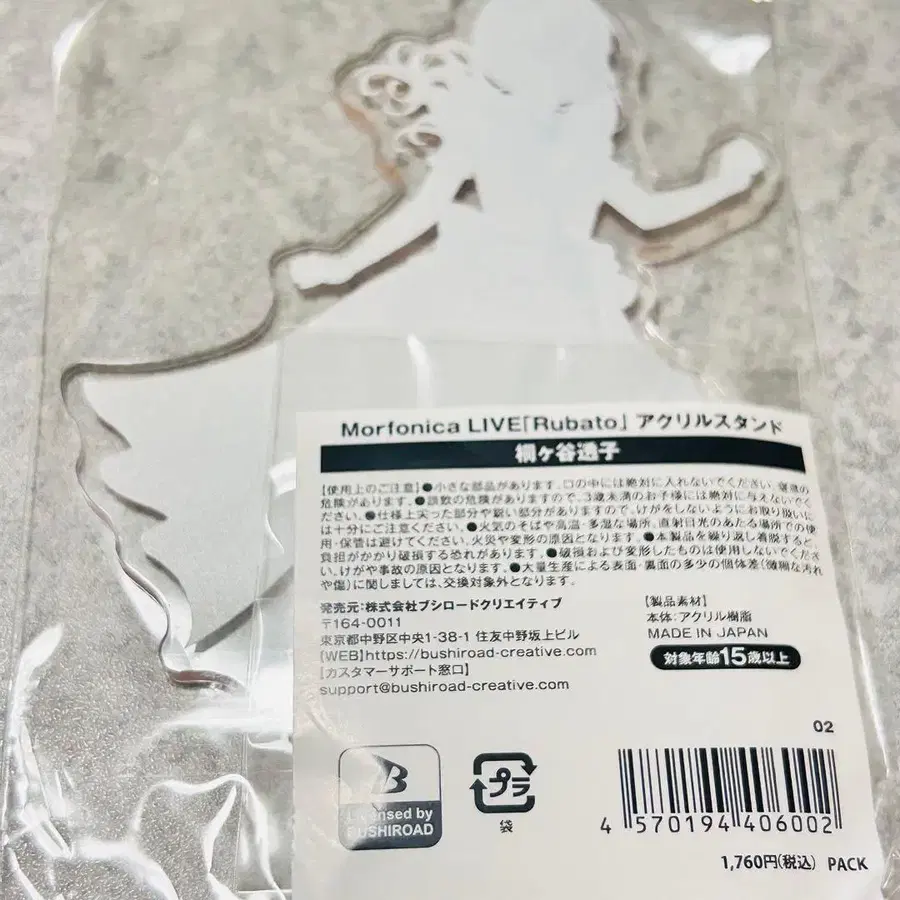 Morfonica LIVE「Rubato」アクリルスタンド
桐ヶ谷透子
【使用上のご注意】●小さな部品があります。口の中には絶対に入れないでください。窒息の
危険があります。●誤飲の危険がありますので、3歳未満のお子様には絶対に与えないでく
ださい。●仕様上尖った部分や鋭い部分がありますので、けがをしないようにお取り扱いに
は十分にご注意ください。●火気のそばや高温・多湿な場所、直射日光のあたる場所での使
用・保管は避けてください。火災や変形の原因となります。●本製品を繰り返し着脱すると、
負担がかかり破損する恐れがあります。●破損および変形したものは使用しないでくださ
い。けがや事故の原因となります。●大量生産による表面・裏面の多少の個体差(微細な汚れ
や傷)に関しましては、交換対象外となります。
発売元:株式会社ブシロードクリエイティブ
〒164-0011
東京都中野区中央1-38-1 住友中野坂上ビル
【WEB】https://bushiroad-creative.com
【カスタマーサポート窓口】
support@bushiroad-creative.com
【製品素材】
本体:アクリル樹脂
MADE IN JAPAN
対象年齢15歳以上
02
B
Licensed by
BUSHIROAD
プラ
袋
4 570194 406002
1,760円(税込) PACK